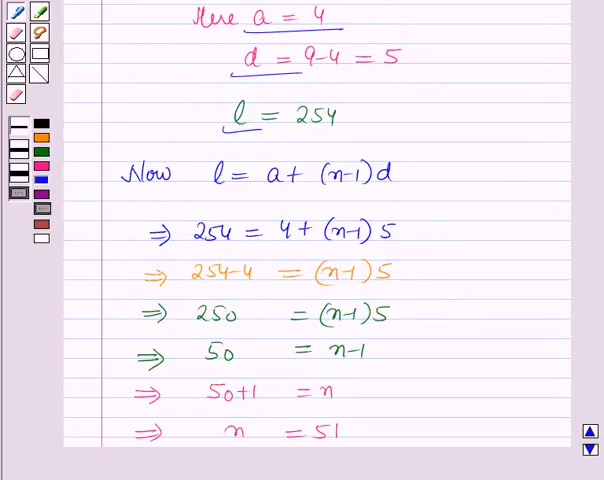 Here a = 4
d = 9-4 = 5
l = 254
Now l = a + (n-1)d
⇒ 254 = 4 + (n-1) 5
⇒ 254-4 = (n-1) 5
⇒ 250 = (n-1) 5
⇒ 50 = n-1
⇒ 50+1 = n
⇒ n = 51